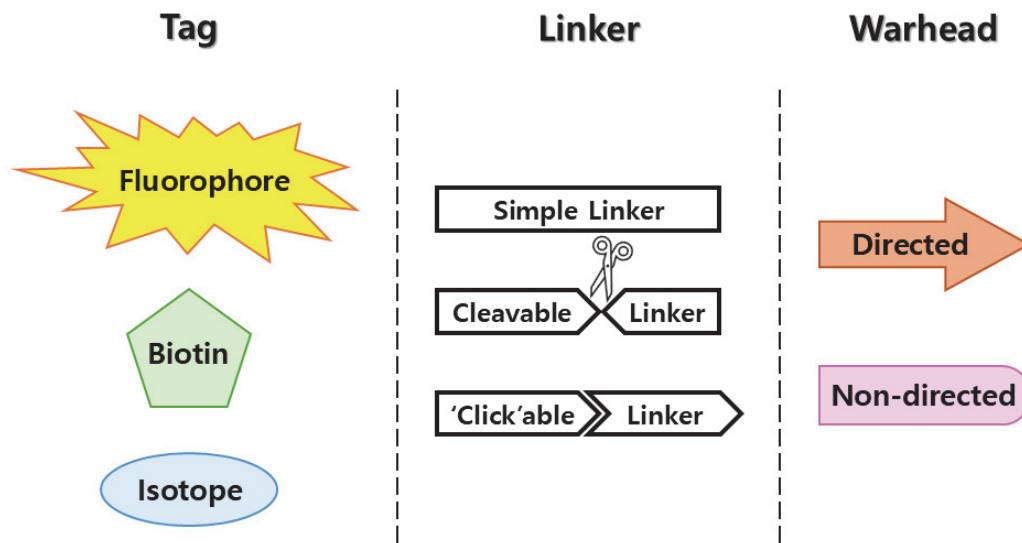 Tag
Linker
Warhead
Fluorophore
Biotin
Isotope
Simple Linker
Cleavable Linker
‘Click’able Linker
Directed
Non-directed